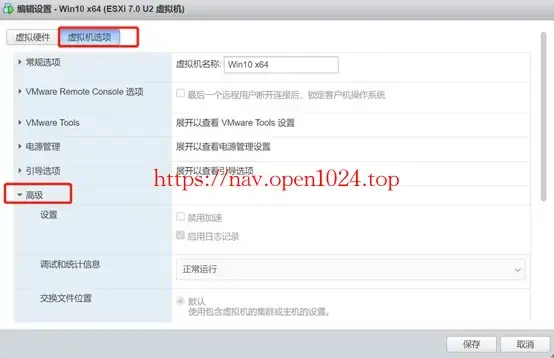 编辑设置 - Win10 x64 (ESXi 7.0 U2 虚拟机)
虚拟硬件 虚拟机选项
常规选项 虚拟机名称: Win10 x64
VMware Remote Console 选项 最后一个远程用户断开连接后，锁定客户机操作系统
VMware Tools 展开以查看 VMware Tools 设置
电源管理 展开以查看电源管理设置
引导选项 展开以查看引导选项
https://nav.open1024.top
高级
设置 禁用加速
启用日志记录
调试和统计信息 正常运行
交换文件位置 默认
使用包含虚拟机的集群或主机的设置。
保存 取消